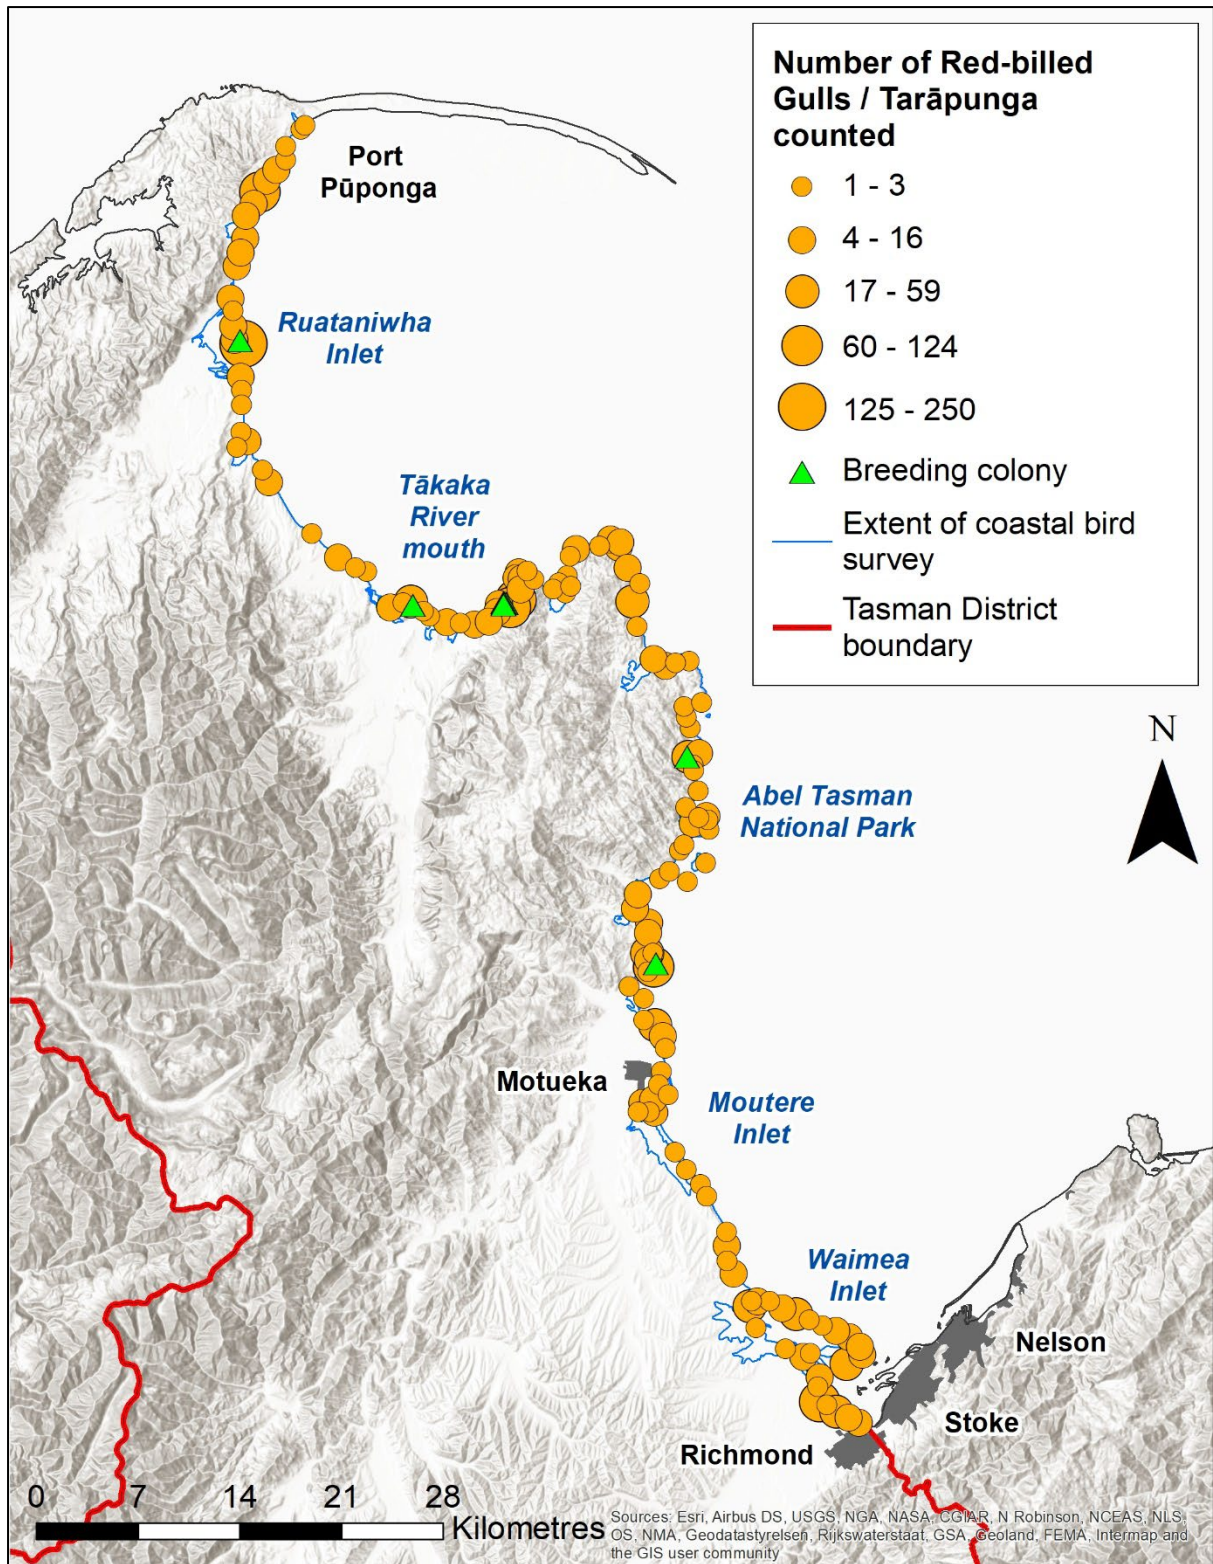 Number of Red-billed
Gulls / Tarāpunga
counted
1 - 3
4 - 16
17 - 59
60 - 124
125 - 250
Breeding colony
Extent of coastal bird
survey
Tasman District
boundary
Port
Pūponga
Ruataniwha
Inlet
Tākaka
River
mouth
N
Abel Tasman
National Park
Motueka
Moutere
Inlet
Waimea
Inlet
Nelson
Stoke
Richmond
0 7 14 21 28
Kilometres
Sources: Esri, Airbus DS, USGS, NGA, NASA, CGIAR, N Robinson, NCEAS, NLS,
OS, NMA, Geodatastyrelsen, Rijkswaterstaat, GSA, Geoland, FEMA, Intermap and
the GIS user community